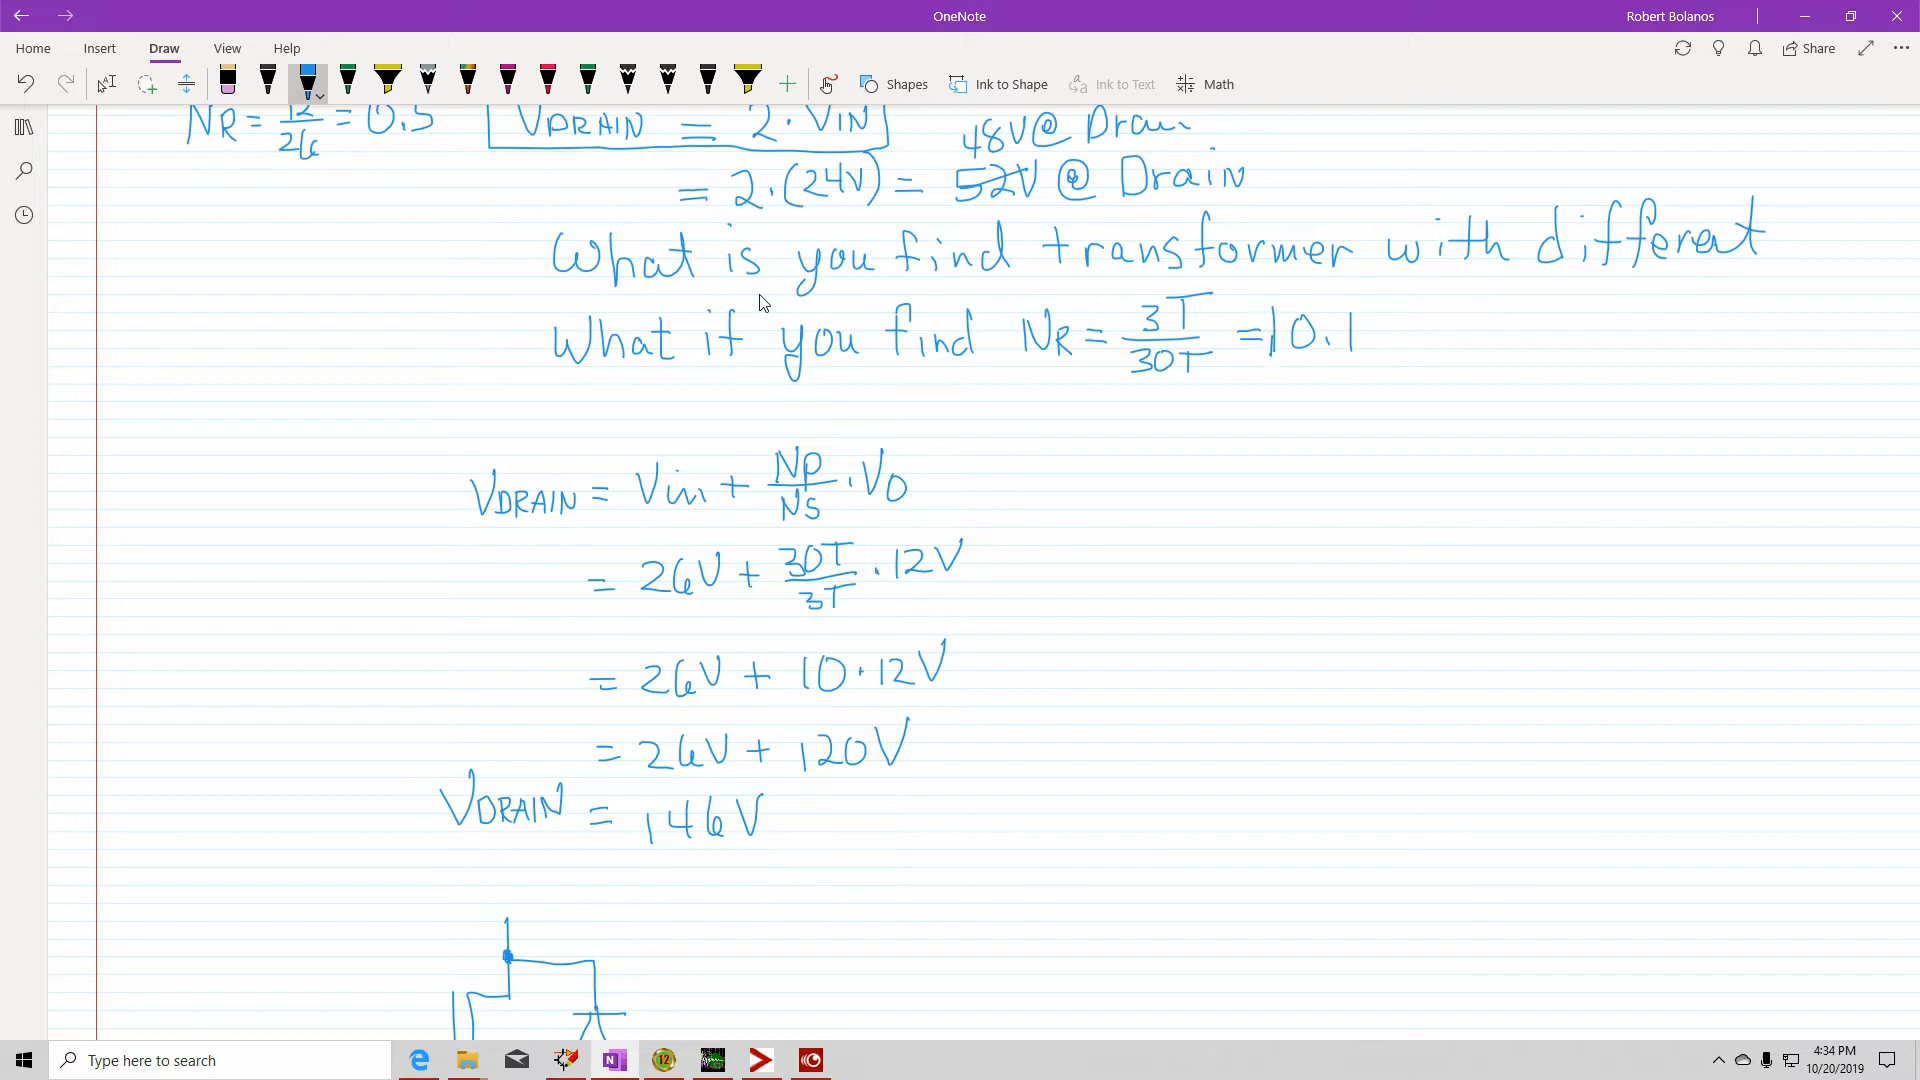 OneNote
Robert Bolanos
Home Insert Draw View Help
Share
Shapes Ink to Shape Ink to Text Math
NR = 12/26 = 0.5
VDRAIN = 2 · VIN
48V @ Drain
= 2 · (24V) = 52V @ Drain
What is you find transformer with different
What if you find NR = 3T/30T = 10.1
VDRAIN = Vin + NP/NS · VO
= 26V + 30T/3T · 12V
= 26V + 10 · 12V
= 26V + 120V
VDRAIN = 146V
Type here to search
12
4:34 PM
10/20/2019